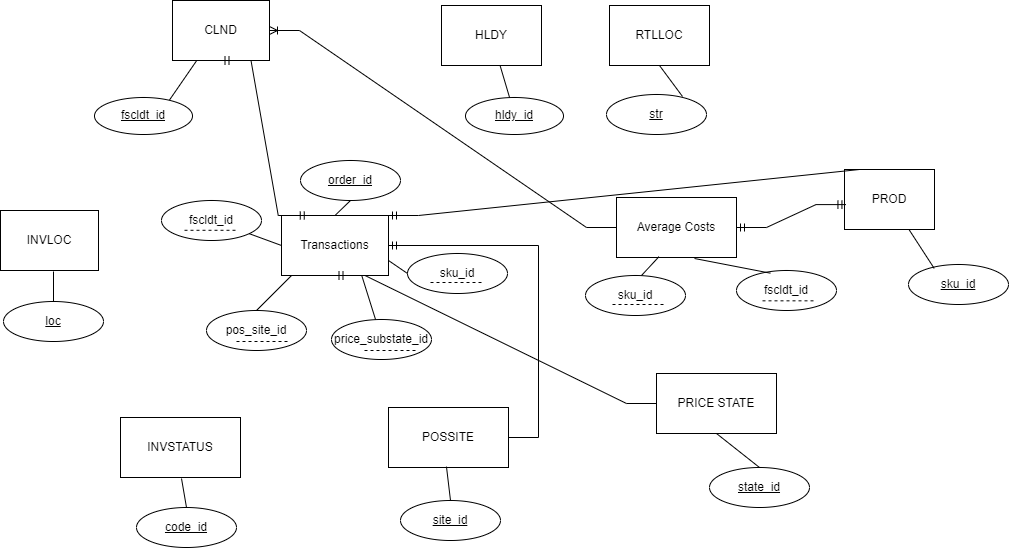 CLND
HLDY
RTLLOC
fscldt_id
hldy_id
str
order_id
PROD
fscldt_id
INVLOC
Transactions
Average Costs
sku_id
sku_id
fscldt_id
sku_id
loc
pos_site_id
price_substate_id
PRICE STATE
INVSTATUS
POSSITE
state_id
code_id
site_id